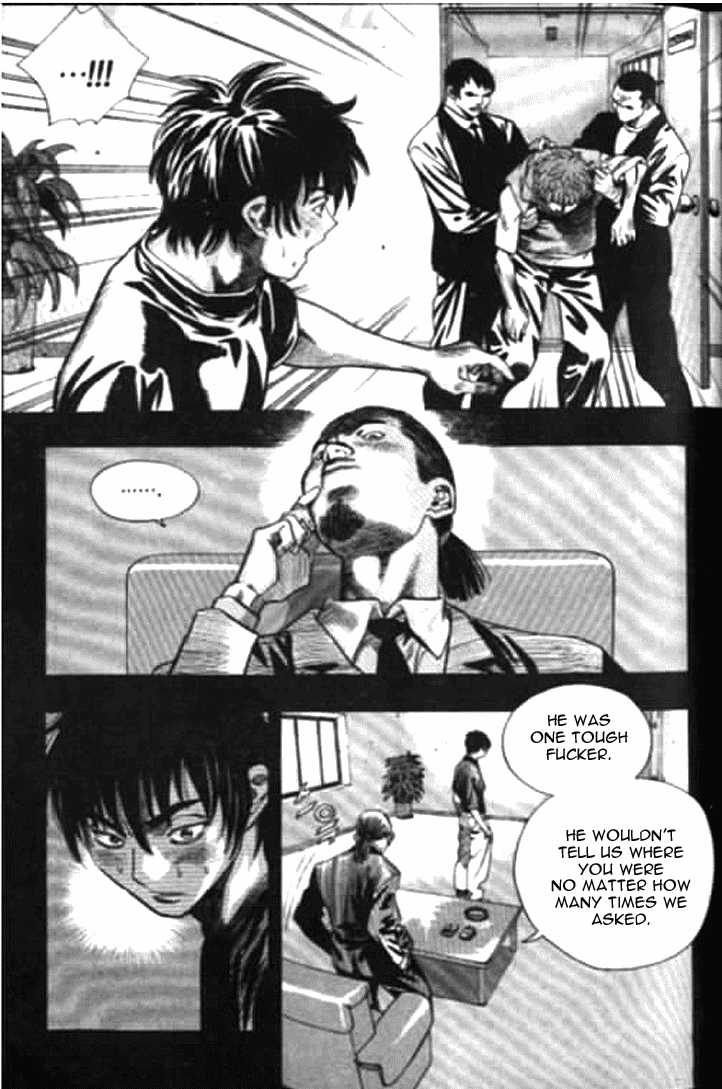 ...!!!
.......
HE WAS
ONE TOUGH
FUCKER.
HE WOULDN'T
TELL US WHERE
YOU WERE
NO MATTER HOW
MANY TIMES WE
ASKED.